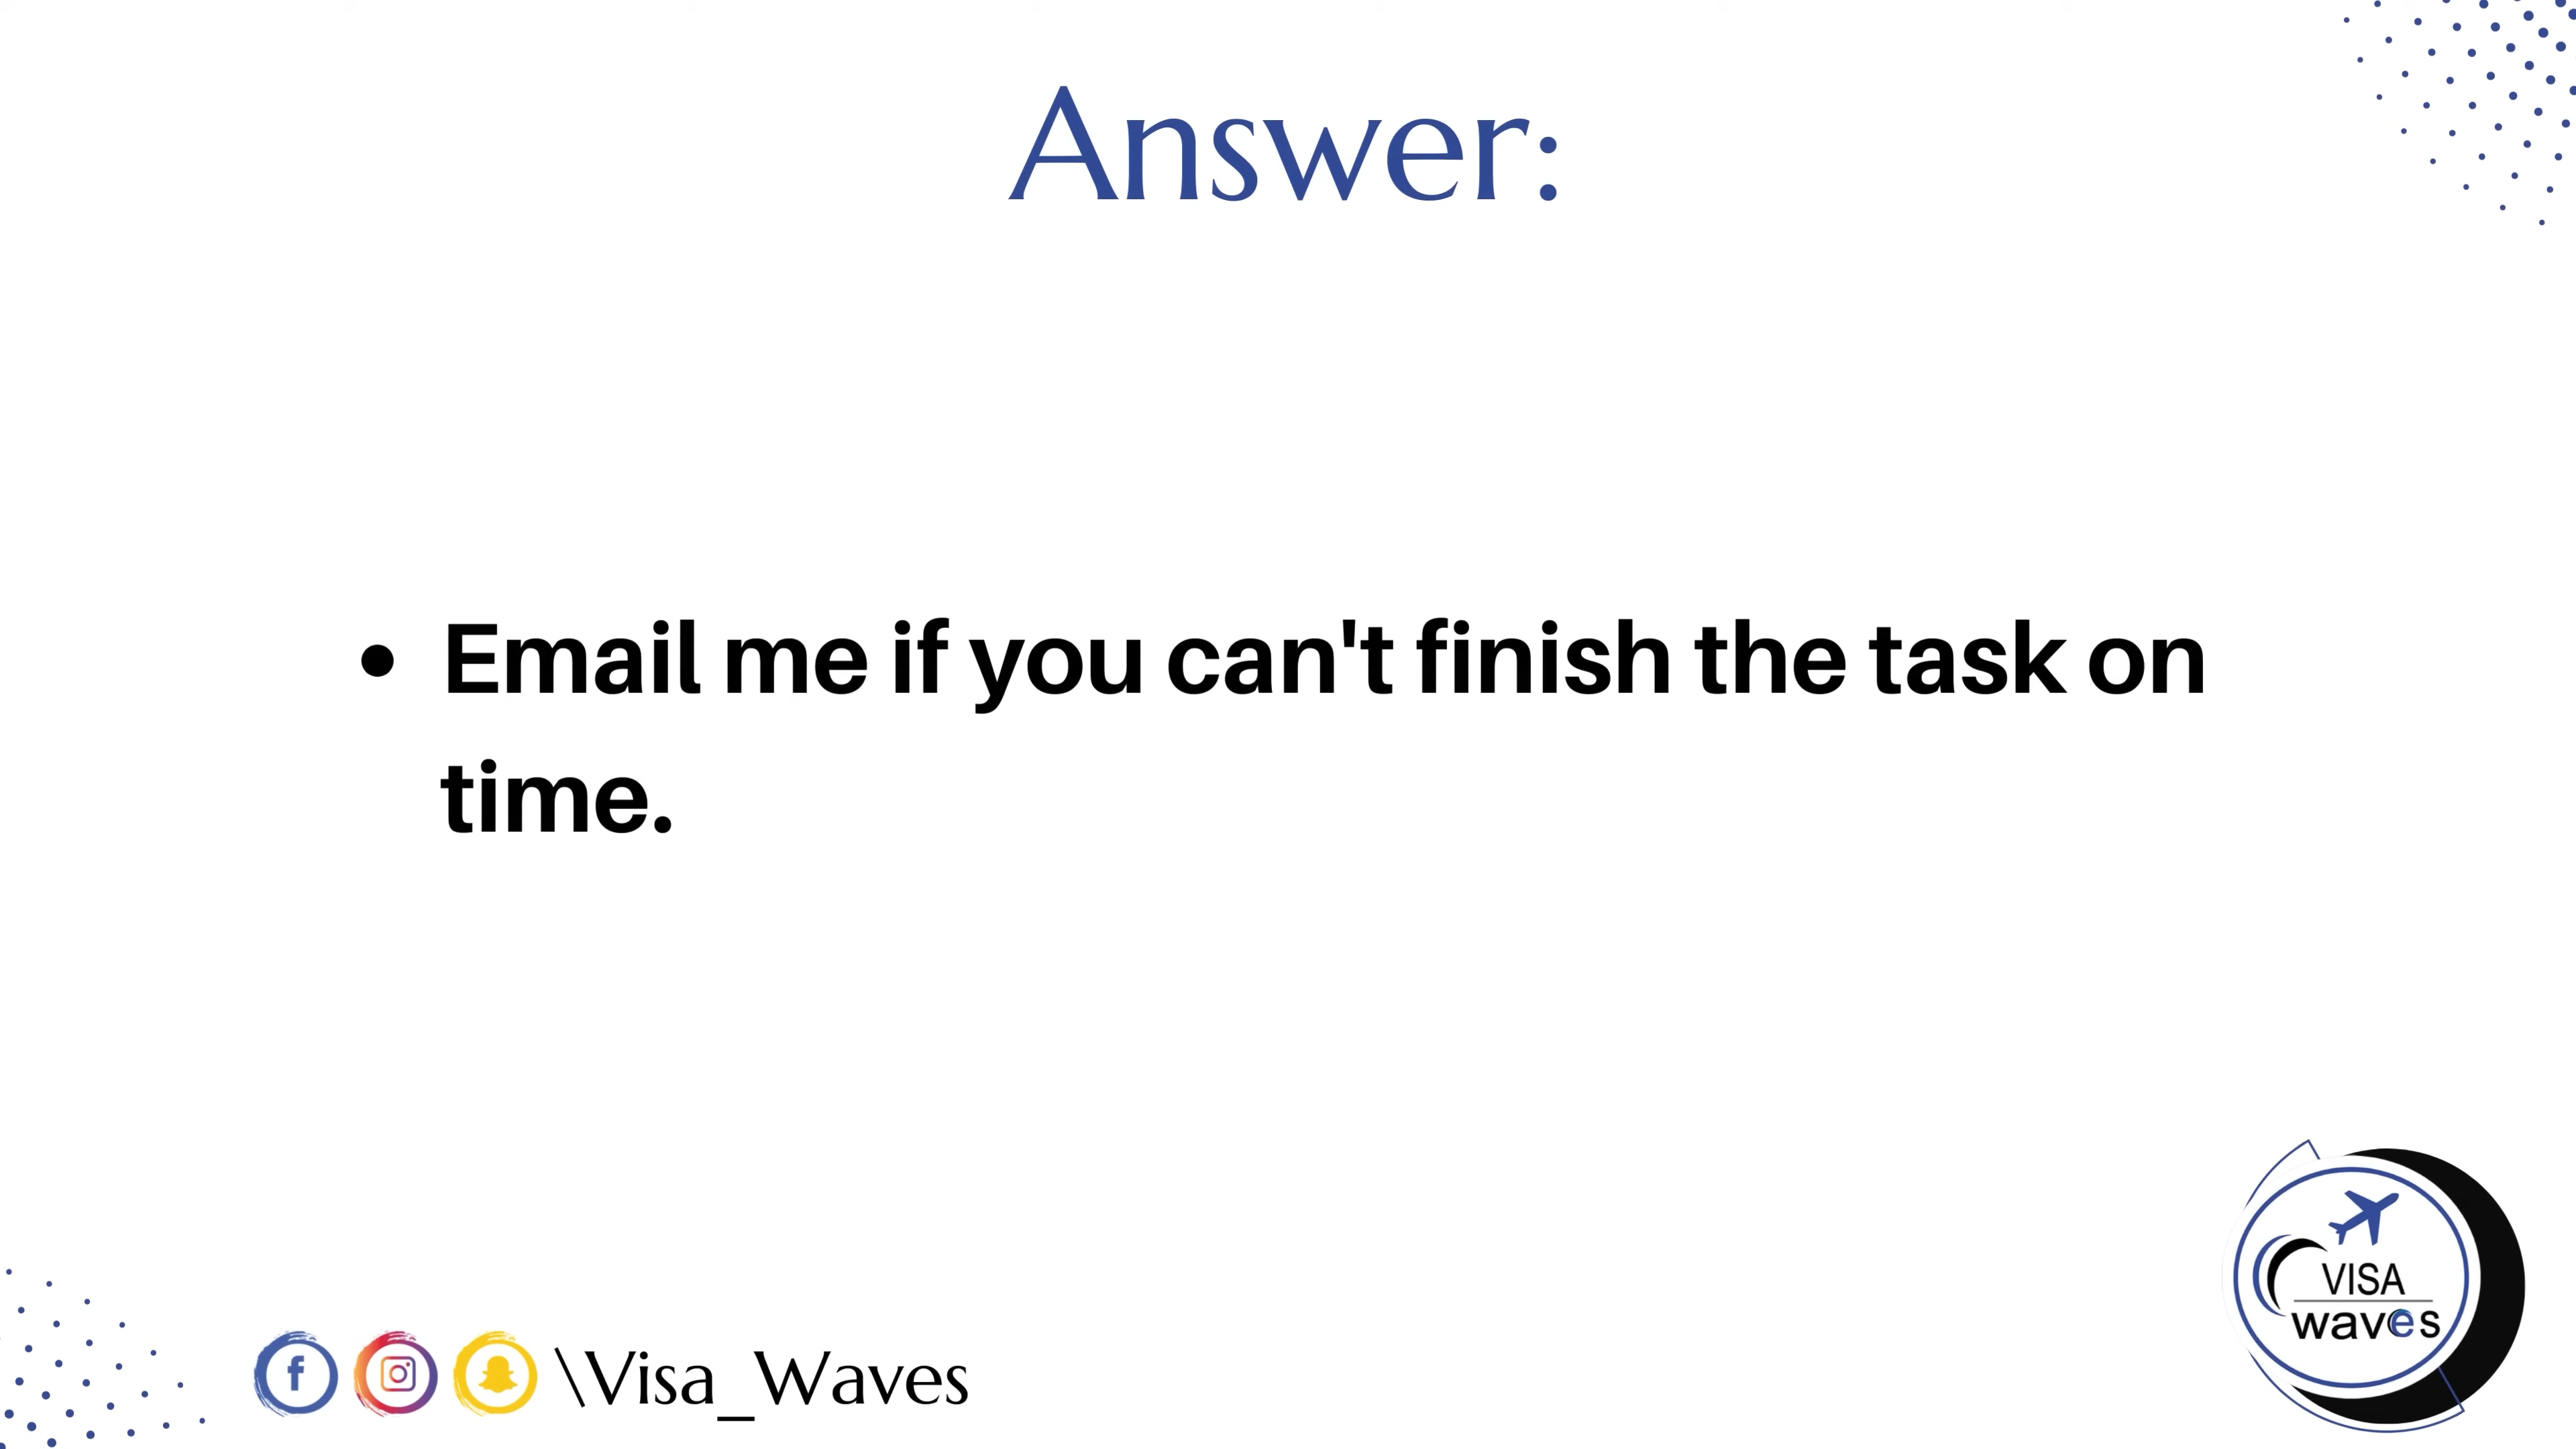 Answer:
• Email me if you can't finish the task on
time.
\Visa_Waves
VISA
waves